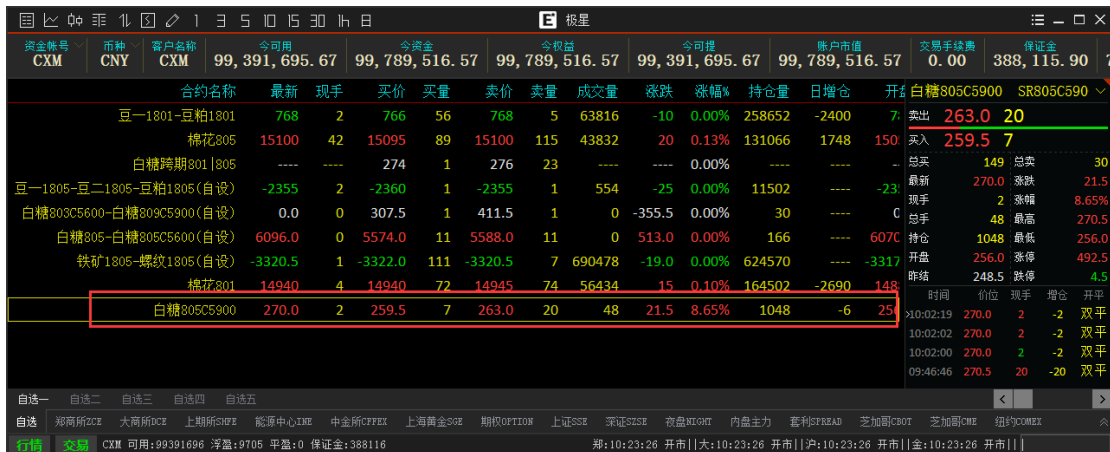 1 3 5 10 15 30 1h 日 E 极星
资金帐号 币种 客户名称 今可用 今资金 今权益 今可提 账户市值 交易手续费 保证金
CXM CNY CXM 99,391,695.67 99,789,516.57 99,789,516.57 99,391,695.67 99,789,516.57 0.00 388,115.90
合约名称 最新 现手 买价 买量 卖价 卖量 成交量 涨跌 涨幅% 持仓量 日增仓 开
豆一1801-豆粕1801 768 2 766 56 768 5 63816 -10 0.00% 258652 -2400
棉花805 15100 42 15095 89 15100 115 43832 20 0.13% 131066 1748 150
白糖跨期801|805 ---- ---- 274 1 276 23 ---- ---- 0.00% ---- ----
豆一1805-豆二1805-豆粕1805(自设) -2355 2 -2360 1 -2355 1 554 -25 0.00% 11502 ---- -23
白糖803C5600-白糖809C5900(自设) 0.0 0 307.5 1 411.5 1 0 -355.5 0.00% 30 ----
白糖805-白糖805C5600(自设) 6096.0 0 5574.0 11 5588.0 11 0 513.0 0.00% 166 ---- 607
铁矿1805-螺纹1805(自设) -3320.5 1 -3322.0 111 -3320.5 7 690478 -19.0 0.00% 624570 ---- -3317
棉花801 14940 4 14940 72 14945 74 56434 15 0.10% 164502 -2690 148
白糖805C5900 270.0 2 259.5 7 263.0 20 48 21.5 8.65% 1048 -6 25
白糖805C5900 SR805C590
卖出 263.0 20
买入 259.5 7
总买 149 总卖 30
最新 270.0 涨跌 21.5
现手 2 涨幅 8.65%
总手 48 最高 270.5
持仓 1048 最低 256.0
开盘 256.0 涨停 492.5
昨结 248.5 跌停 4.5
时间 价位 现手 增仓 开平
10:02:19 270.0 2 -2 双平
10:02:02 270.0 2 -2 双平
10:02:00 270.0 2 -2 双平
09:46:46 270.5 20 -20 双平
自选一 自选二 自选三 自选四 自选五
自选 郑商所ZCE 大商所DCE 上期所SHFE 能源中心INE 中金所CFFEX 上海黄金SGE 期权OPTION 上证SSE 深证SZSE 夜盘NIGHT 内盘主力 套利SPREAD 芝加哥CBOT 芝加哥CME 纽约COMEX
行情 交易 CXM 可用:99391696 浮盈:9705 平盈:0 保证金:388116 郑:10:23:26 开市||大:10:23:26 开市||沪:10:23:26 开市||金:10:23:26 开市||